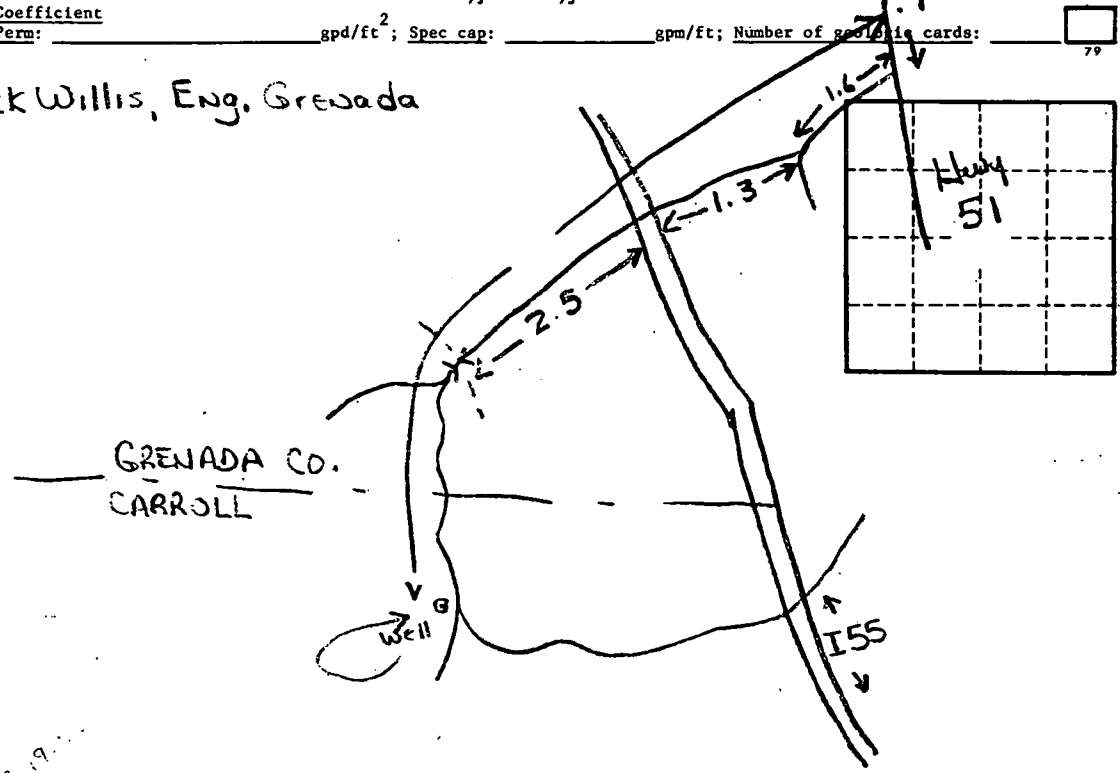 Coefficient
Perm: gpd/ft2; Spec cap: gpm/ft; Number of geologic cards:
79
Willis, Eng. Grenada
1.6
Hwy
51
1.3
2.5
GRENADA CO.
CARROLL
Well
I55